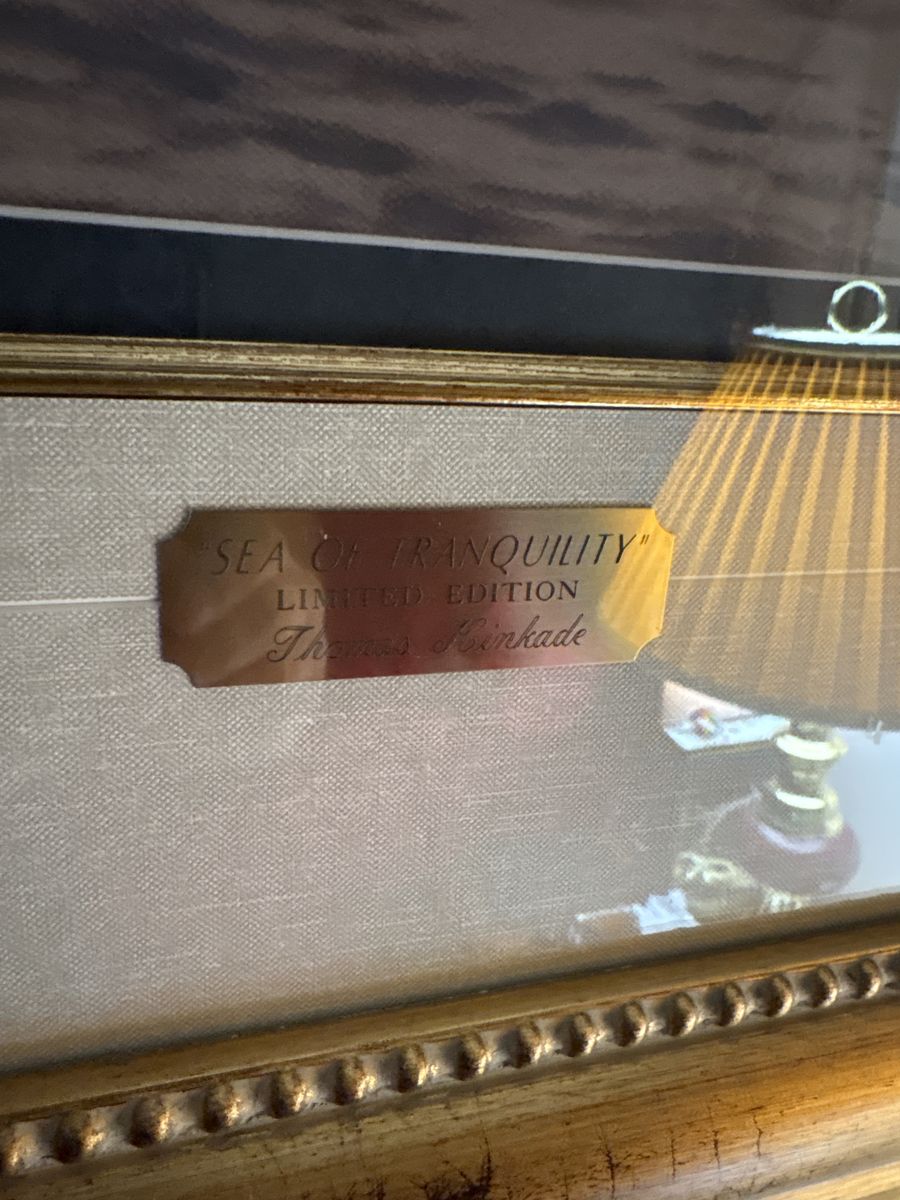 "SEA OF TRANQUILITY"
LIMITED EDITION
Thomas Kinkade